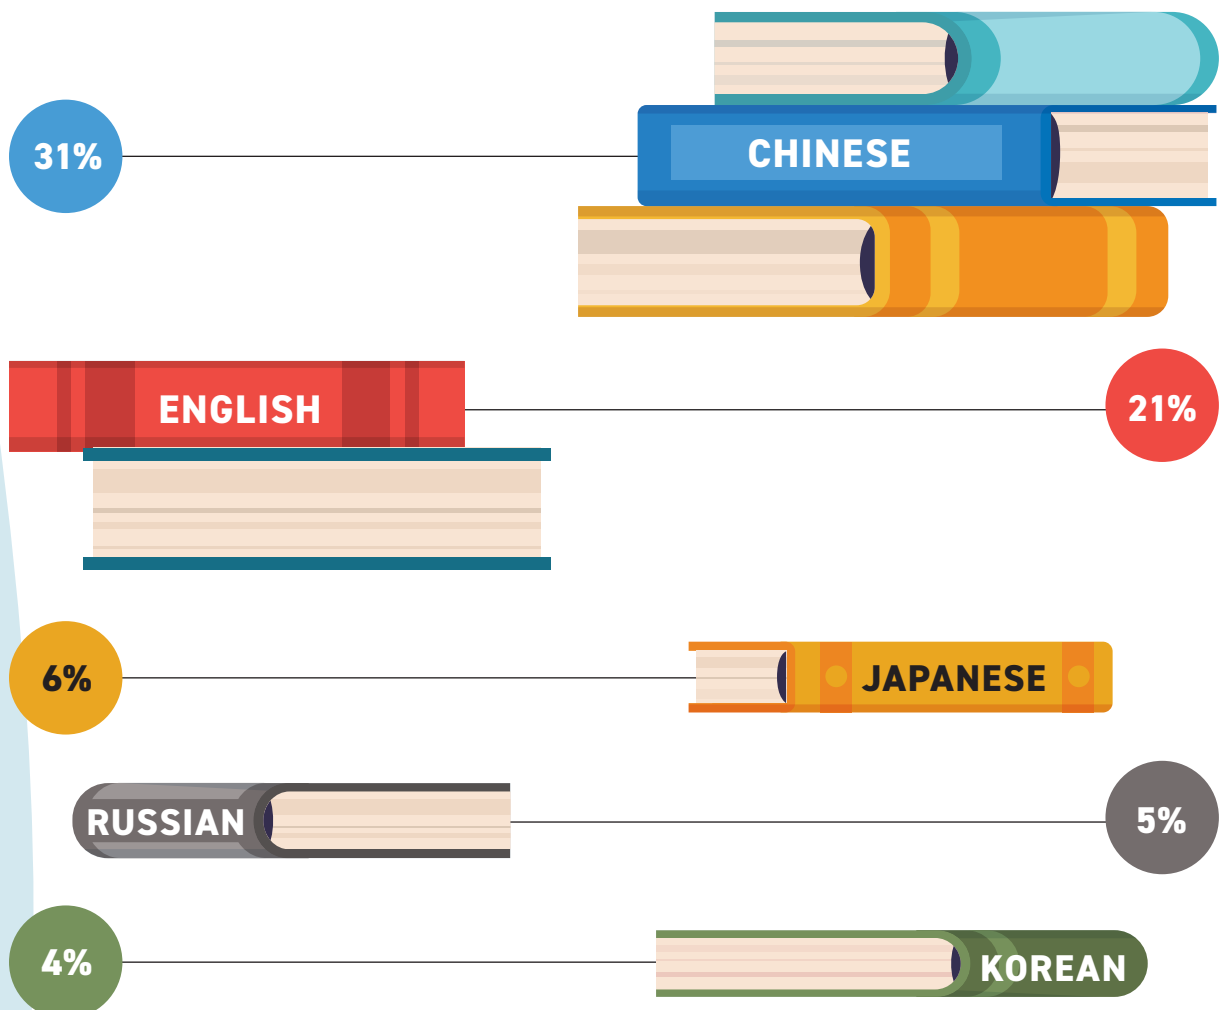 31%
CHINESE
ENGLISH
21%
6%
JAPANESE
RUSSIAN
5%
4%
KOREAN